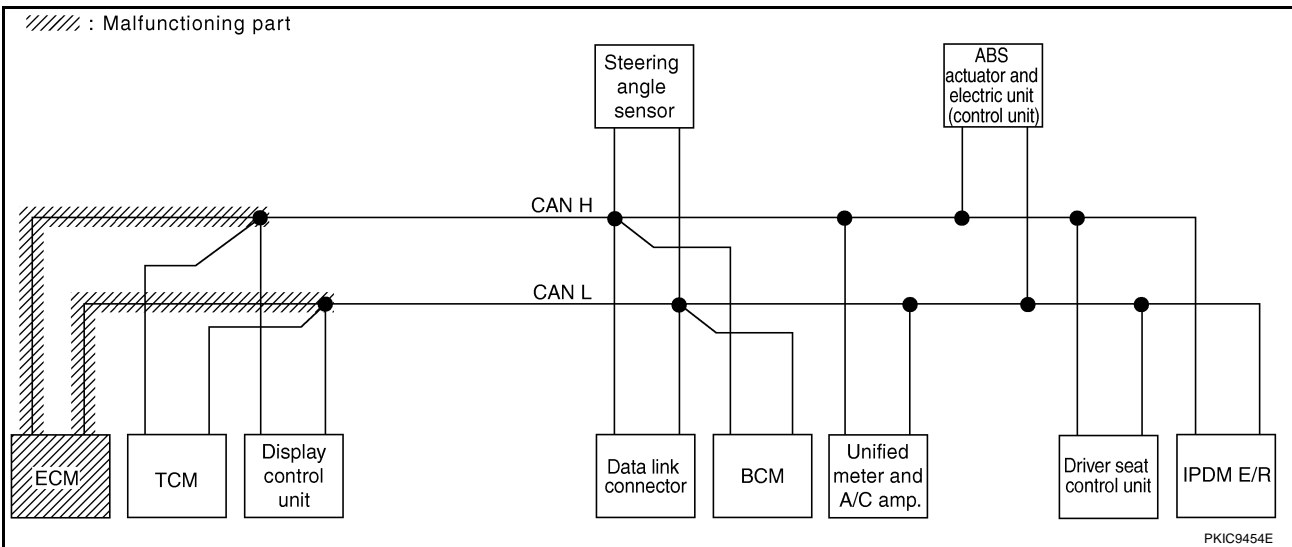 : Malfunctioning part
Steering
angle
sensor
ABS
actuator and
electric unit
(control unit)
CAN H
CAN L
ECM
TCM
Display
control
unit
Data link
connector
BCM
Unified
meter and
A/C amp.
Driver seat
control unit
IPDM E/R
PKIC9454E